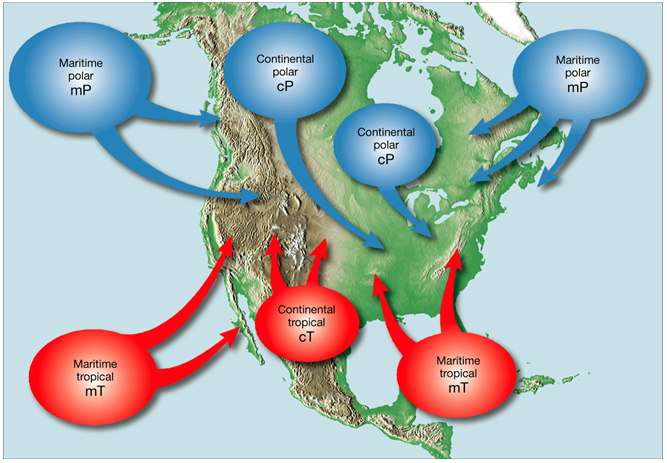 Maritime
polar
mP
Continental
polar
cP
Maritime
polar
mP
Continental
polar
cP
Continental
tropical
cT
Maritime
tropical
mT
Maritime
tropical
mT